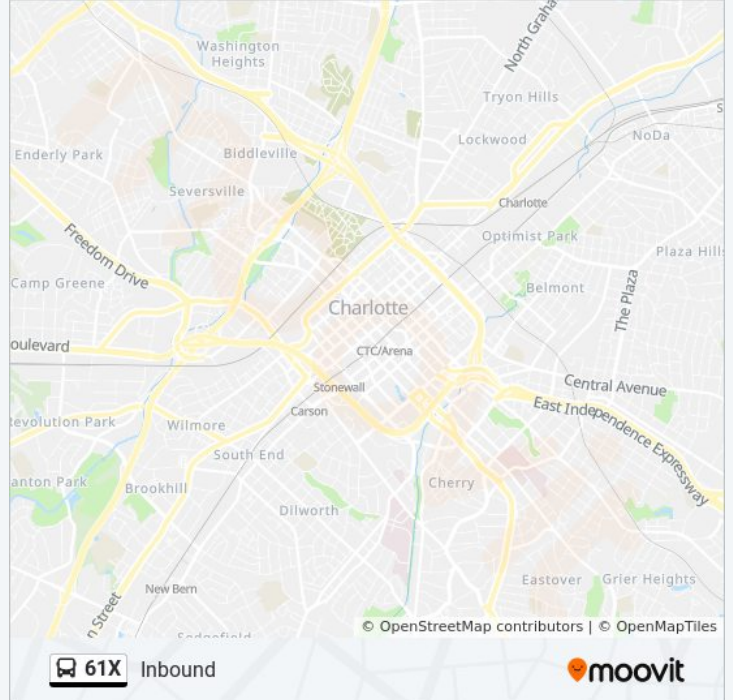 North Graha
Washington
Heights
Tryon Hills
Lockwood
NoDa
S
Enderly Park
Biddleville
Seversville
Charlotte
Optimist Park
Plaza Hills
Freedom Drive
Camp Greene
Belmont
The Plaza
Charlotte
oulevard
CTC/Arena
Stonewall
Central Avenue
Carson
East Independence Expressway
evolution Park
Wilmore
South End
anton Park
Brookhill
Cherry
Dilworth
New Bern
Eastover
Grier Heights
n Street
Sedgefield
© OpenStreetMap contributors | © OpenMapTiles
61X Inbound
moovit